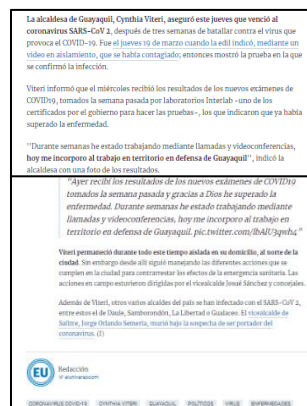 La alcaldesa de Guayaquil, Cynthia Viteri, aseguró este jueves que venció al
coronavirus SARS-CoV 2, después de tres semanas de batallar contra el virus que
provoca el COVID-19. Fue el jueves 19 de marzo cuando la edil indicó, mediante un
video en aislamiento, que se había contagiado; entonces mostró la prueba en la que
se confirmó la infección.
Viteri informó que el miércoles recibió los resultados de los nuevos exámenes de
COVID19, tomados la semana pasada por laboratorios Interlab -uno de los
certificados por el gobierno para hacer las pruebas-, los que indicaron que ya había
superado la enfermedad.
"Durante semanas he estado trabajando mediante llamadas y videoconferencias,
hoy me incorporo al trabajo en territorio en defensa de Guayaquil", indicó la
alcaldesa con una foto de los resultados.
"Ayer recibí los resultados de los nuevos exámenes de COVID19
tomados la semana pasada y gracias a Dios he superado la
enfermedad. Durante semanas he estado trabajando mediante
llamadas y videoconferencias, hoy me incorporo al trabajo en
territorio en defensa de Guayaquil. pic.twitter.com/lhAlU3qwh4"
Viteri permaneció durante todo este tiempo aislada en su domicilio, al norte de la
ciudad. Sin embargo desde allí siguió manejando las diferentes acciones que se
cumplen en la ciudad para contrarrestar los efectos de la emergencia sanitaria. Las
acciones en campo estuvieron dirigidas por el vicealcalde Josué Sánchez y concejales.
Además de Viteri, otros varios alcaldes del país se han infectado con el SARS-CoV 2,
entre estos el de Daule, Samborondón, La Libertad o Gualaceo. El vicealcalde de
Salitre, Jorge Orlando Semeria, murió bajo la sospecha de ser portador del
coronavirus. (I)
EU Redacción
eluniverso.com
CORONAVIRUS COVID-19 CYNTHIA VITERI GUAYAQUIL POLÍTICOS VIRUS ENFERMEDADES